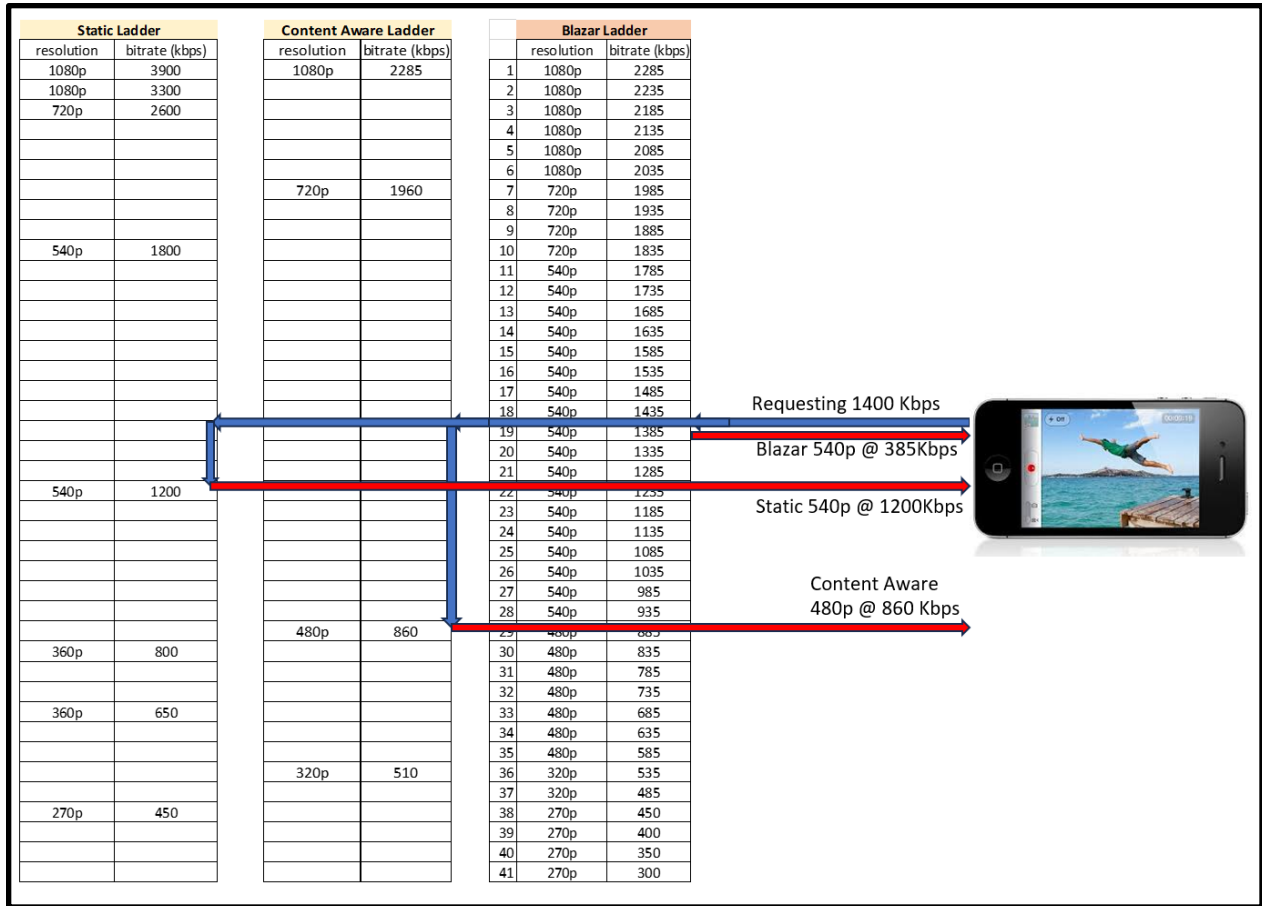 Static Ladder
resolution bitrate (kbps)
1080p 3900
1080p 3300
720p 2600
540p 1800
540p 1200
360p 800
360p 650
270p 450
Content Aware Ladder
resolution bitrate (kbps)
1080p 2285
720p 1960
480p 860
320p 510
Blazar Ladder
resolution bitrate (kbps)
1 1080p 2285
2 1080p 2235
3 1080p 2185
4 1080p 2135
5 1080p 2085
6 1080p 2035
7 720p 1985
8 720p 1935
9 720p 1885
10 720p 1835
11 540p 1785
12 540p 1735
13 540p 1685
14 540p 1635
15 540p 1585
16 540p 1535
17 540p 1485
18 540p 1435
19 540p 1385
20 540p 1335
21 540p 1285
22 540p 1235
23 540p 1185
24 540p 1135
25 540p 1085
26 540p 1035
27 540p 985
28 540p 935
29 480p 885
30 480p 835
31 480p 785
32 480p 735
33 480p 685
34 480p 635
35 480p 585
36 320p 535
37 320p 485
38 270p 450
39 270p 400
40 270p 350
41 270p 300
Requesting 1400 Kbps
Blazar 540p @ 385Kbps
Static 540p @ 1200Kbps
Content Aware
480p @ 860 Kbps
Off